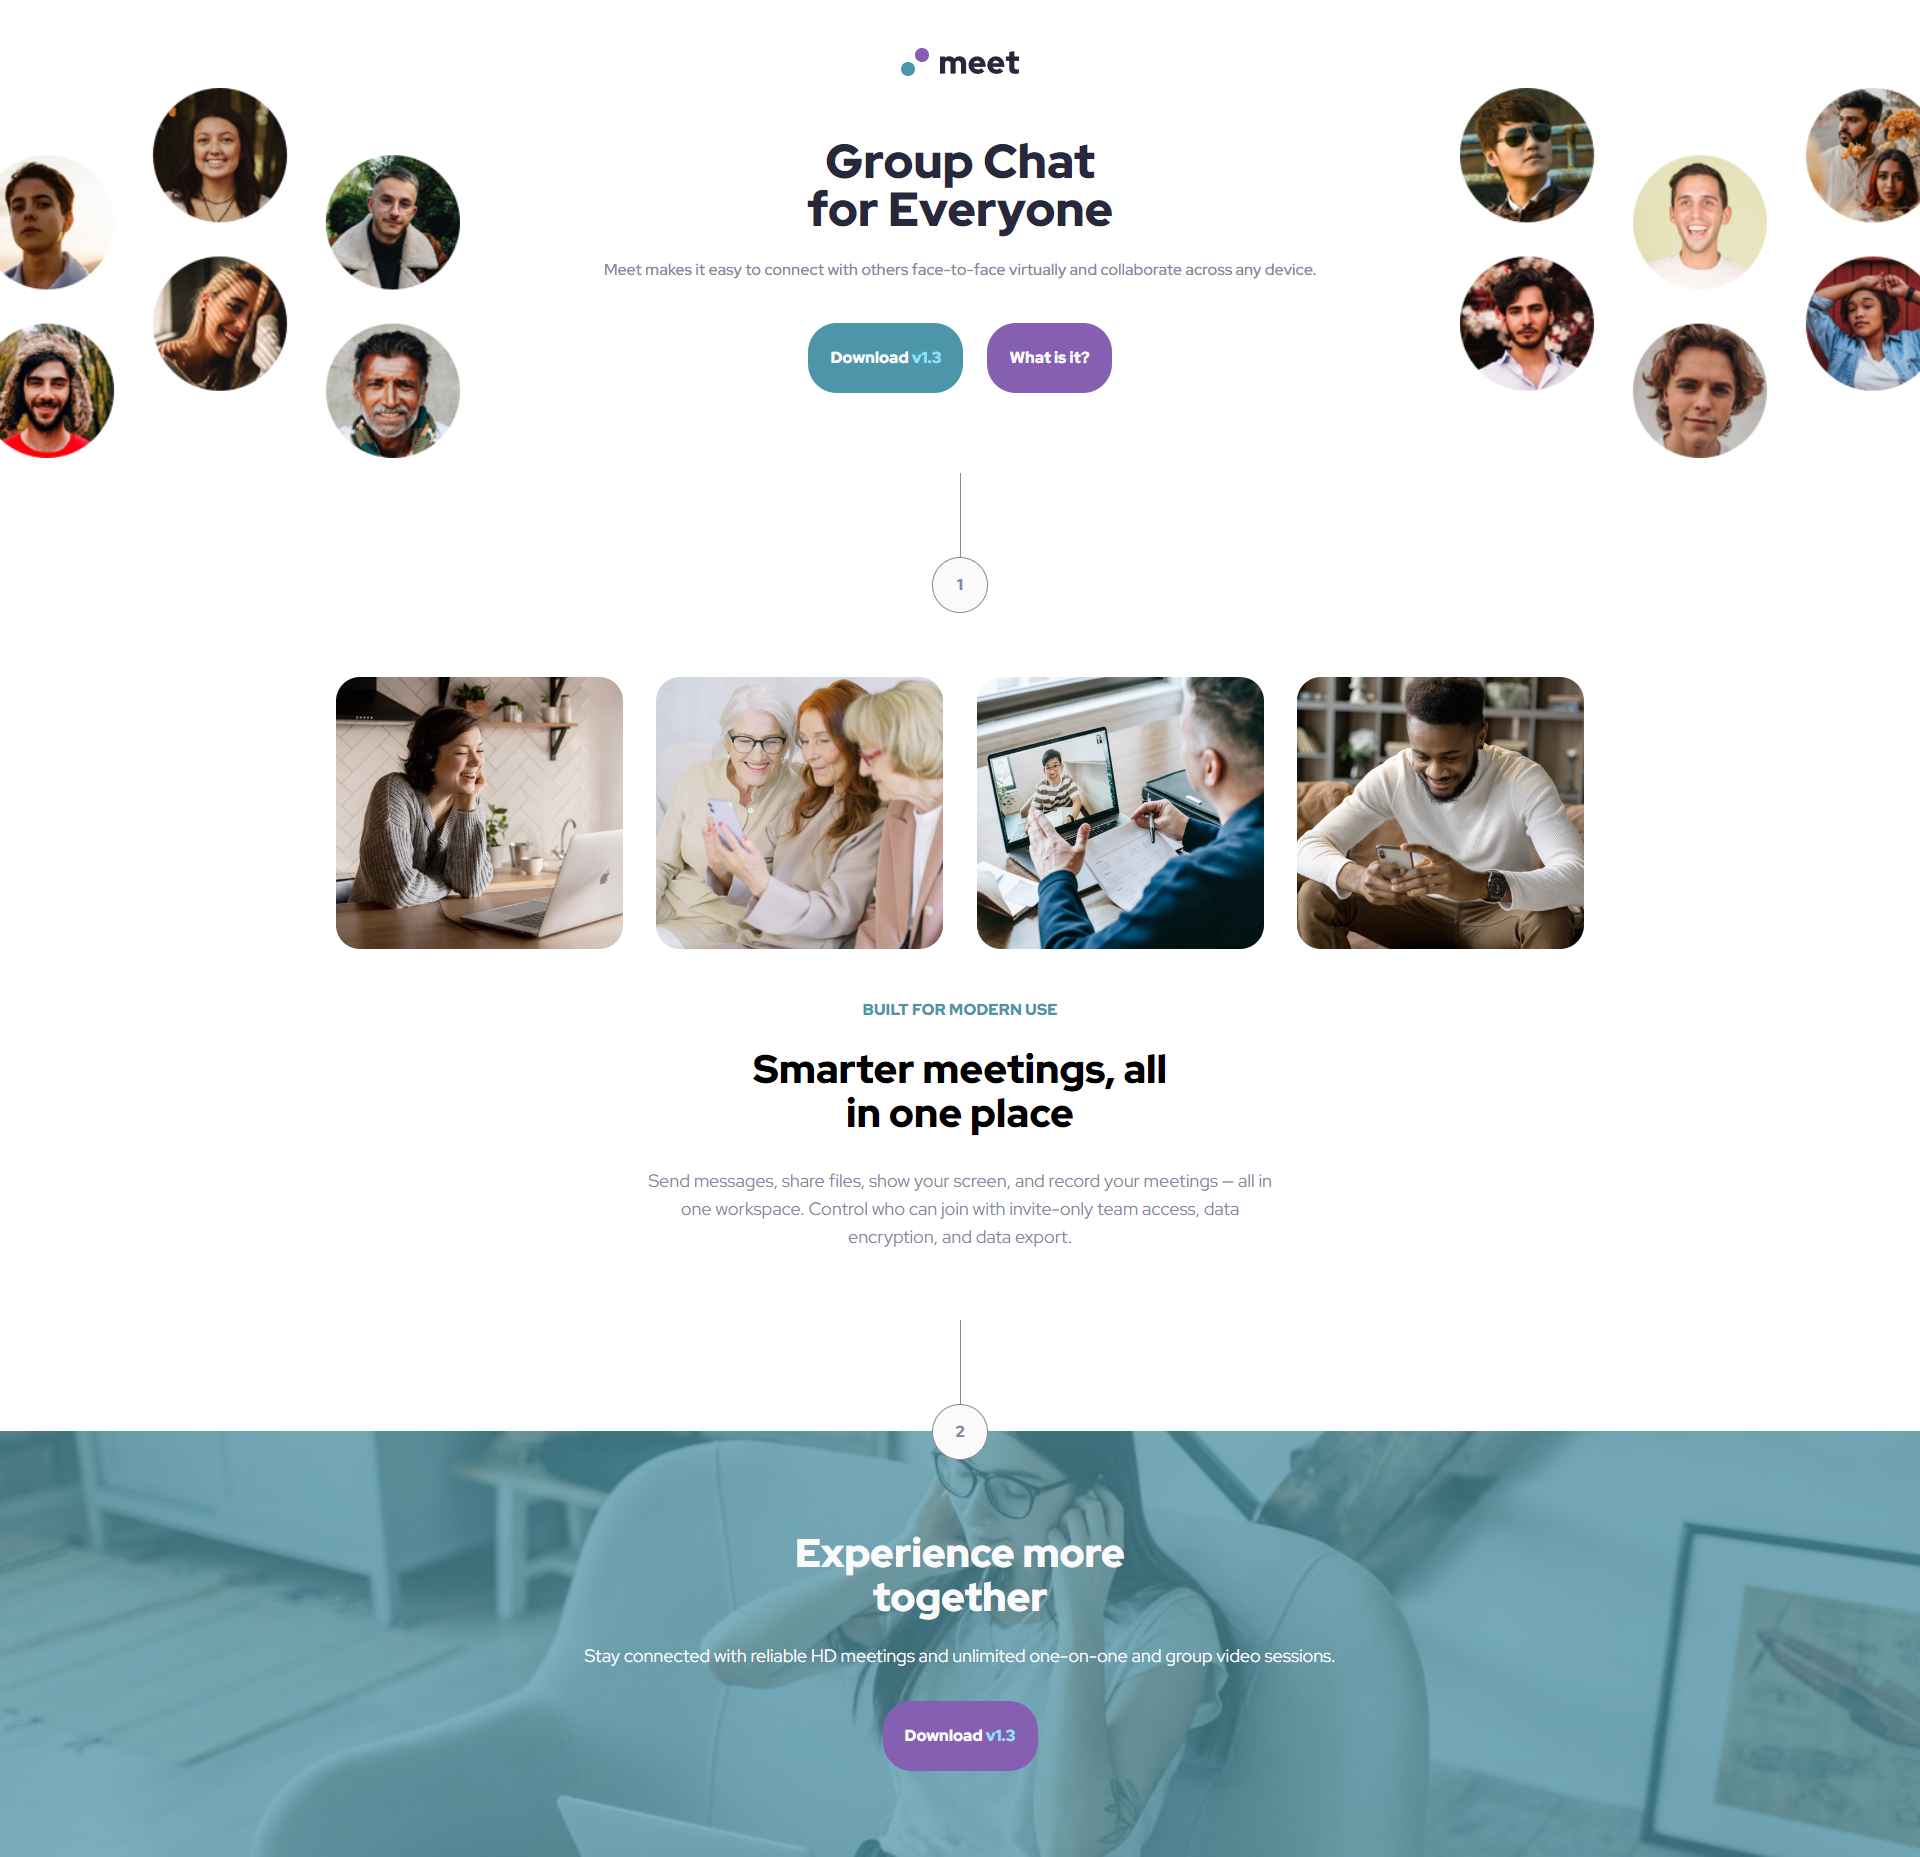 meet
Group Chat
for Everyone
Meet makes it easy to connect with others face-to-face virtually and collaborate across any device.
Download v1.3
What is it?
1
BUILT FOR MODERN USE
Smarter meetings, all
in one place
Send messages, share files, show your screen, and record your meetings — all in
one workspace. Control who can join with invite-only team access, data
encryption, and data export.
2
Experience more
together
Stay connected with reliable HD meetings and unlimited one-on-one and group video sessions.
Download v1.3